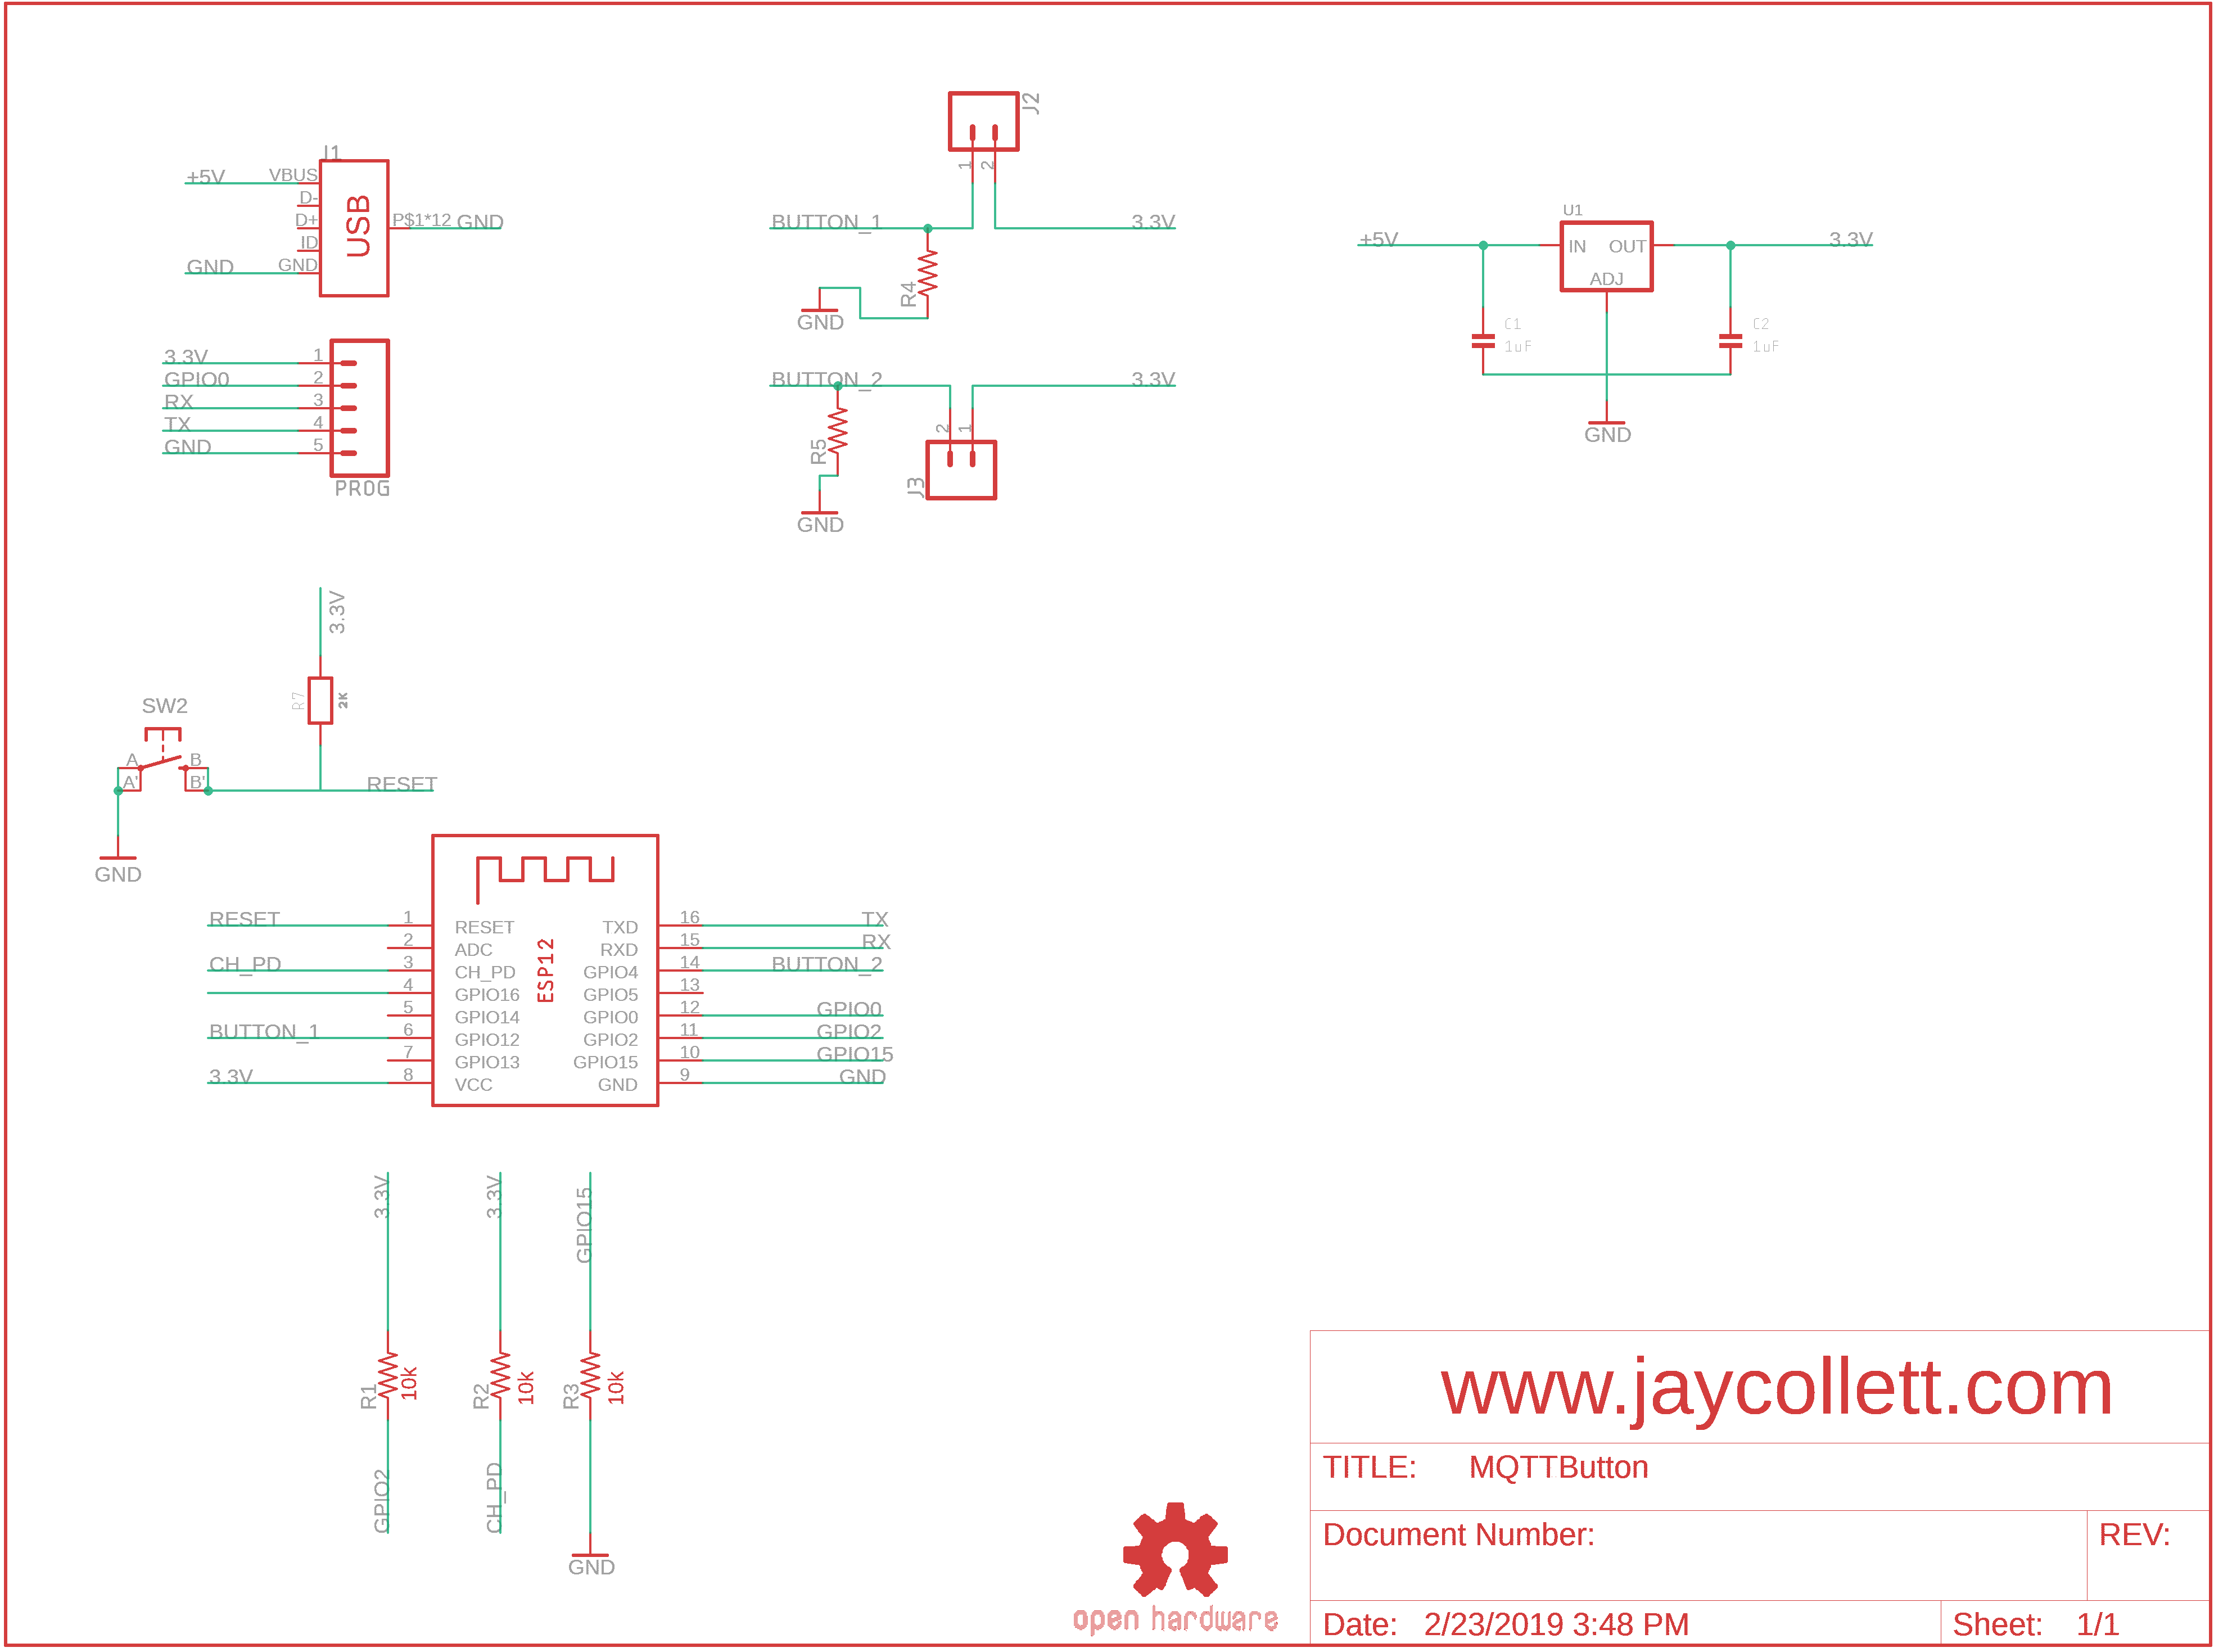 J1
+5V VBUS
D-
D+ P$1*12 GND
ID
GND GND
USB
3.3V 1
GPIO0 2
RX 3
TX 4
GND 5
PROG
J2
1 2
BUTTON_1 3.3V
R4
GND
BUTTON_2 3.3V
R5
2 1
J3
GND
U1
+5V IN OUT 3.3V
ADJ
C1
1uF
C2
1uF
GND
3.3V
R7 2K
SW2
A B
A' B'
RESET
GND
ESP12
RESET 1 RESET TXD 16 TX
2 ADC RXD 15 RX
CH_PD 3 CH_PD GPIO4 14 BUTTON_2
4 GPIO16 GPIO5 13
5 GPIO14 GPIO0 12 GPIO0
BUTTON_1 6 GPIO12 GPIO2 11 GPIO2
7 GPIO13 GPIO15 10 GPIO15
3.3V 8 VCC GND 9 GND
3.3V 3.3V GPIO15
R1 10k R2 10k R3 10k
GPIO2 CH_PD
GND
open hardware
www.jaycollett.com
TITLE: MQTTButton
Document Number: REV:
Date: 2/23/2019 3:48 PM Sheet: 1/1